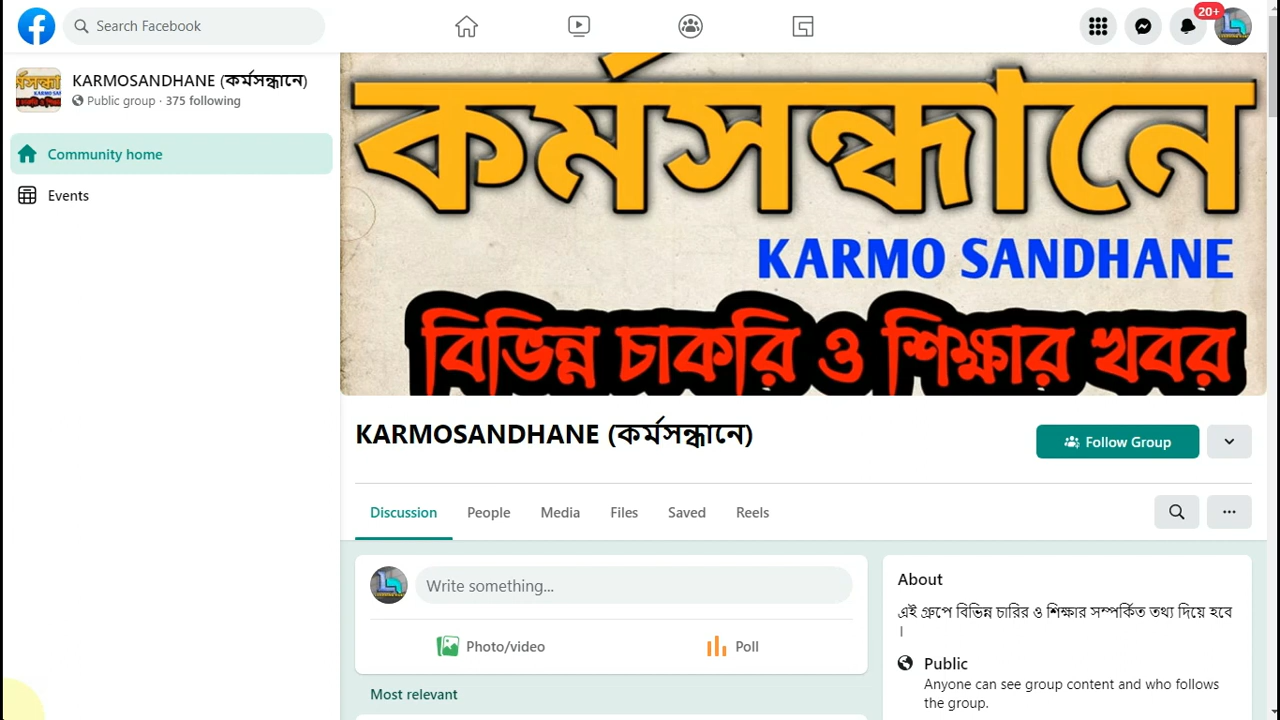 Search Facebook
20+
KARMOSANDHANE (কর্মসন্ধানে)
Public group · 375 following
Community home
Events
কর্মসন্ধানে
KARMO SANDHANE
বিভিন্ন চাকরি ও শিক্ষার খবর
KARMOSANDHANE (কর্মসন্ধানে)
Follow Group
Discussion
People
Media
Files
Saved
Reels
Write something...
Photo/video
Poll
Most relevant
About
এই গ্রুপে বিভিন্ন চারির ও শিক্ষার সম্পর্কিত তথ্য দিয়ে হবে
।
Public
Anyone can see group content and who follows
the group.